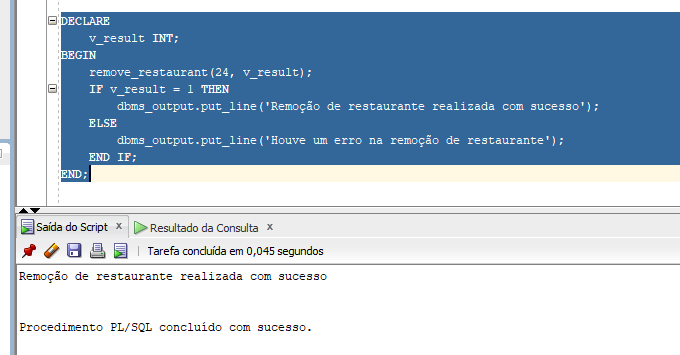 DECLARE
v_result INT;
BEGIN
remove_restaurant(24, v_result);
IF v_result = 1 THEN
dbms_output.put_line('Remoção de restaurante realizada com sucesso');
ELSE
dbms_output.put_line('Houve um erro na remoção de restaurante');
END IF;
END;
Saída do Script x Resultado da Consulta x
Tarefa concluída em 0,045 segundos
Remoção de restaurante realizada com sucesso
Procedimento PL/SQL concluído com sucesso.